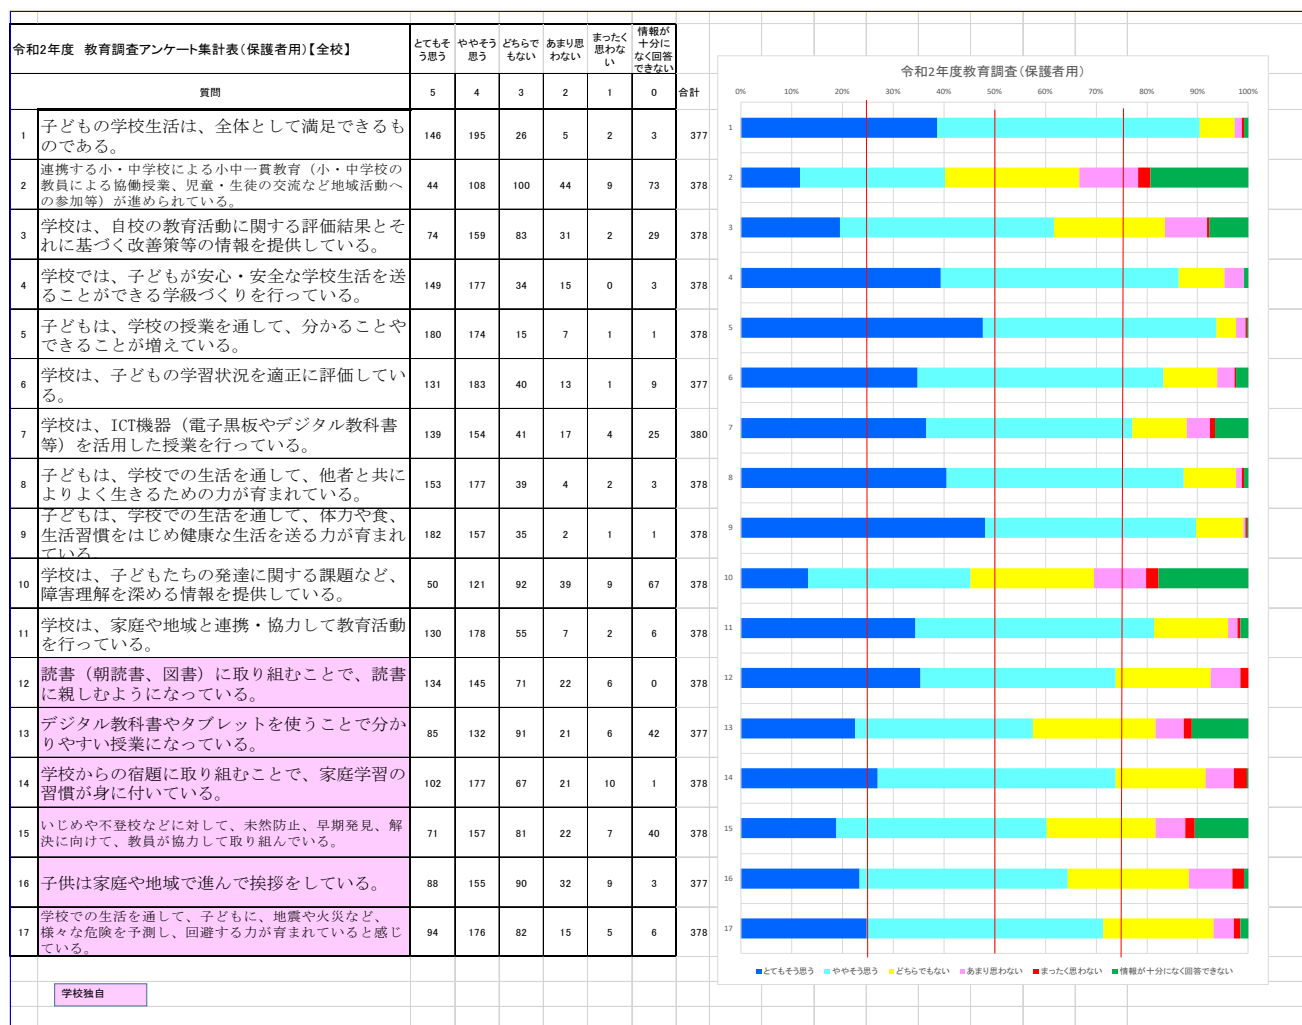 令和2年度　教育調査アンケート集計表（保護者用）【全校】
とてもそう思う ややそう思う どちらでもない あまり思わない まったく思わない 情報が十分になく回答できない
質問 5 4 3 2 1 0 合計
1 子どもの学校生活は、全体として満足できるも
のである。 146 195 26 5 2 3 377
2 連携する小・中学校による小中一貫教育（小・中学校の
教員による協働授業、児童・生徒の交流など地域活動へ
の参加等）が進められている。 44 108 100 44 9 73 378
3 学校は、自校の教育活動に関する評価結果とそ
れに基づく改善策等の情報を提供している。 74 159 83 31 2 29 378
4 学校では、子どもが安心・安全な学校生活を送
ることができる学級づくりを行っている。 149 177 34 15 0 3 378
5 子どもは、学校の授業を通して、分かることや
できることが増えている。 180 174 15 7 1 1 378
6 学校は、子どもの学習状況を適正に評価してい
る。 131 183 40 13 1 9 377
7 学校は、ICT機器（電子黒板やデジタル教科書
等）を活用した授業を行っている。 139 154 41 17 4 25 380
8 子どもは、学校での生活を通して、他者と共に
よりよく生きるための力が育まれている。 153 177 39 4 2 3 378
9 子どもは、学校での生活を通して、体力や食、
生活習慣をはじめ健康な生活を送る力が育まれ
ている。 182 157 35 2 1 1 378
10 学校は、子どもたちの発達に関する課題など、
障害理解を深める情報を提供している。 50 121 92 39 9 67 378
11 学校は、家庭や地域と連携・協力して教育活動
を行っている。 130 178 55 7 2 6 378
12 読書（朝読書、図書）に取り組むことで、読書
に親しむようになっている。 134 145 71 22 6 0 378
13 デジタル教科書やタブレットを使うことで分か
りやすい授業になっている。 85 132 91 21 6 42 377
14 学校からの宿題に取り組むことで、家庭学習の
習慣が身に付いている。 102 177 67 21 10 1 378
15 いじめや不登校などに対して、未然防止、早期発見、解
決に向けて、教員が協力して取り組んでいる。 71 157 81 22 7 40 378
16 子供は家庭や地域で進んで挨拶をしている。 88 155 90 32 9 3 377
17 学校での生活を通して、子どもに、地震や火災など、
様々な危険を予測し、回避する力が育まれていると感じ
ている。 94 176 82 15 5 6 378
学校独自
令和2年度教育調査（保護者用）
0% 10% 20% 30% 40% 50% 60% 70% 80% 90% 100%
1
2
3
4
5
6
7
8
9
10
11
12
13
14
15
16
17
とてもそう思う ややそう思う どちらでもない あまり思わない まったく思わない 情報が十分になく回答できない